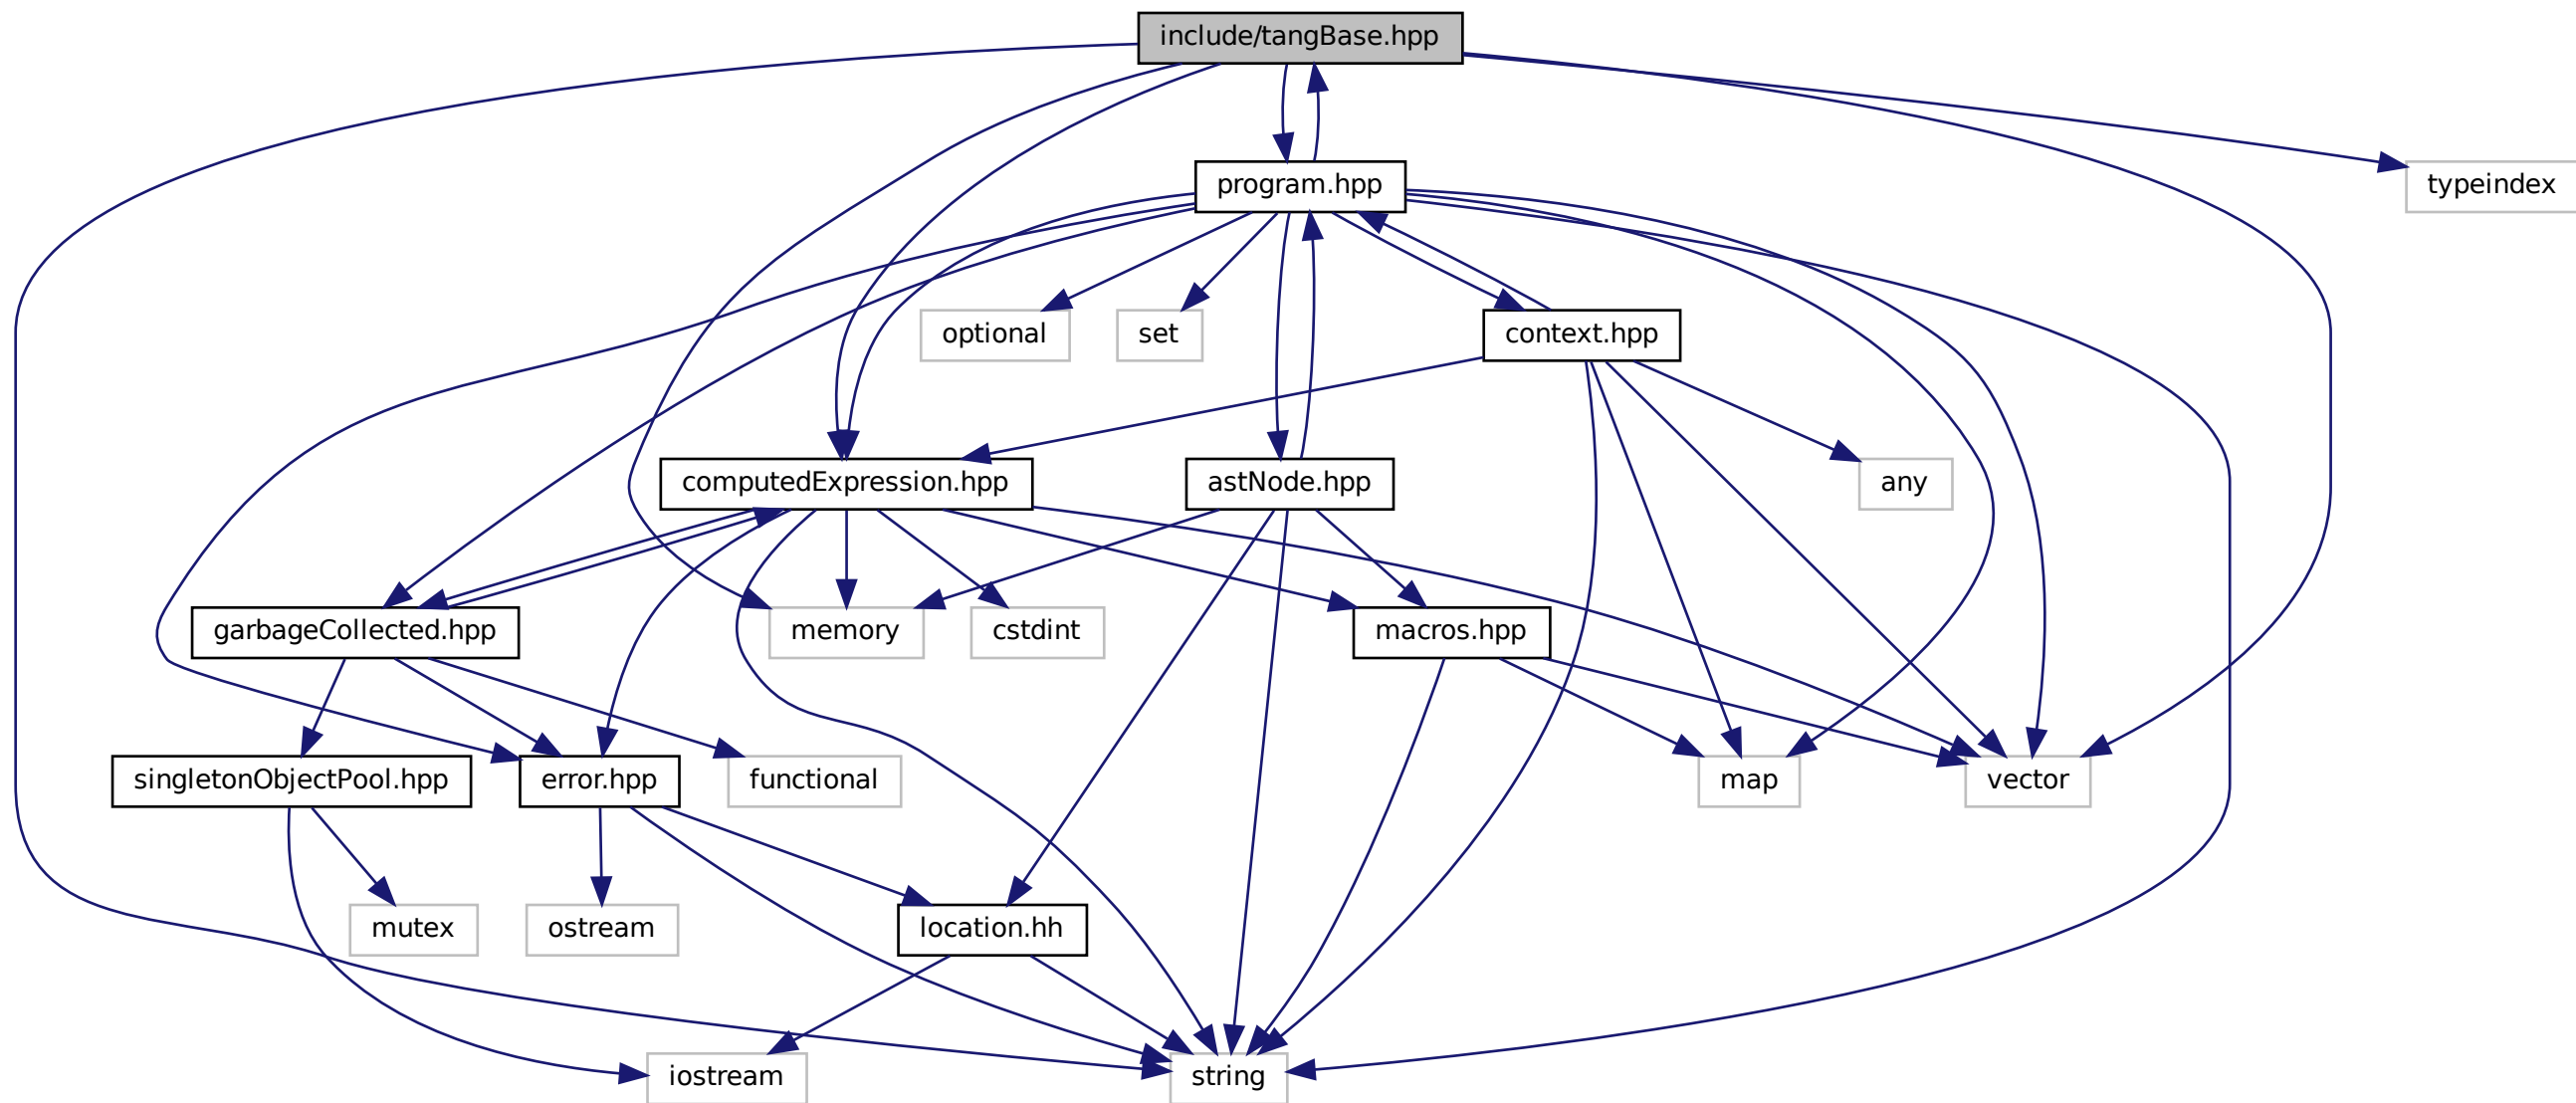 include/tangBase.hpp
program.hpp
typeindex
optional
set
context.hpp
computedExpression.hpp
astNode.hpp
any
garbageCollected.hpp
memory
cstdint
macros.hpp
singletonObjectPool.hpp
error.hpp
functional
map
vector
mutex
ostream
location.hh
iostream
string